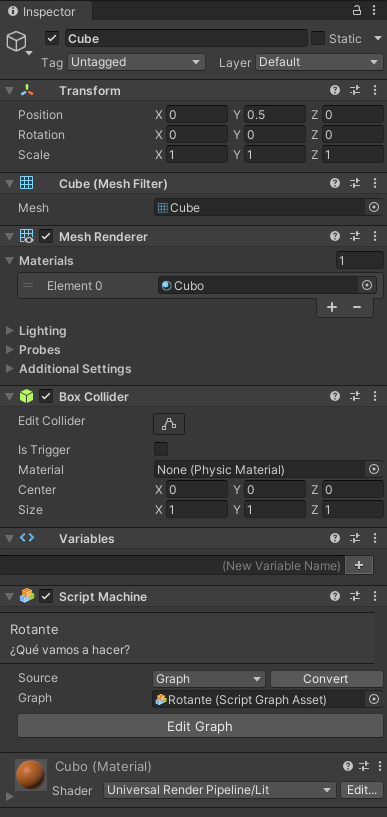 Inspector
Cube Static
Tag Untagged Layer Default
Transform
Position X 0 Y 0.5 Z 0
Rotation X 0 Y 0 Z 0
Scale X 1 Y 1 Z 1
Cube (Mesh Filter)
Mesh Cube
Mesh Renderer
Materials 1
Element 0 Cubo
Lighting
Probes
Additional Settings
Box Collider
Edit Collider
Is Trigger
Material None (Physic Material)
Center X 0 Y 0 Z 0
Size X 1 Y 1 Z 1
Variables
(New Variable Name)
Script Machine
Rotante
¿Qué vamos a hacer?
Source Graph Convert
Graph Rotante (Script Graph Asset)
Edit Graph
Cubo (Material)
Shader Universal Render Pipeline/Lit Edit...